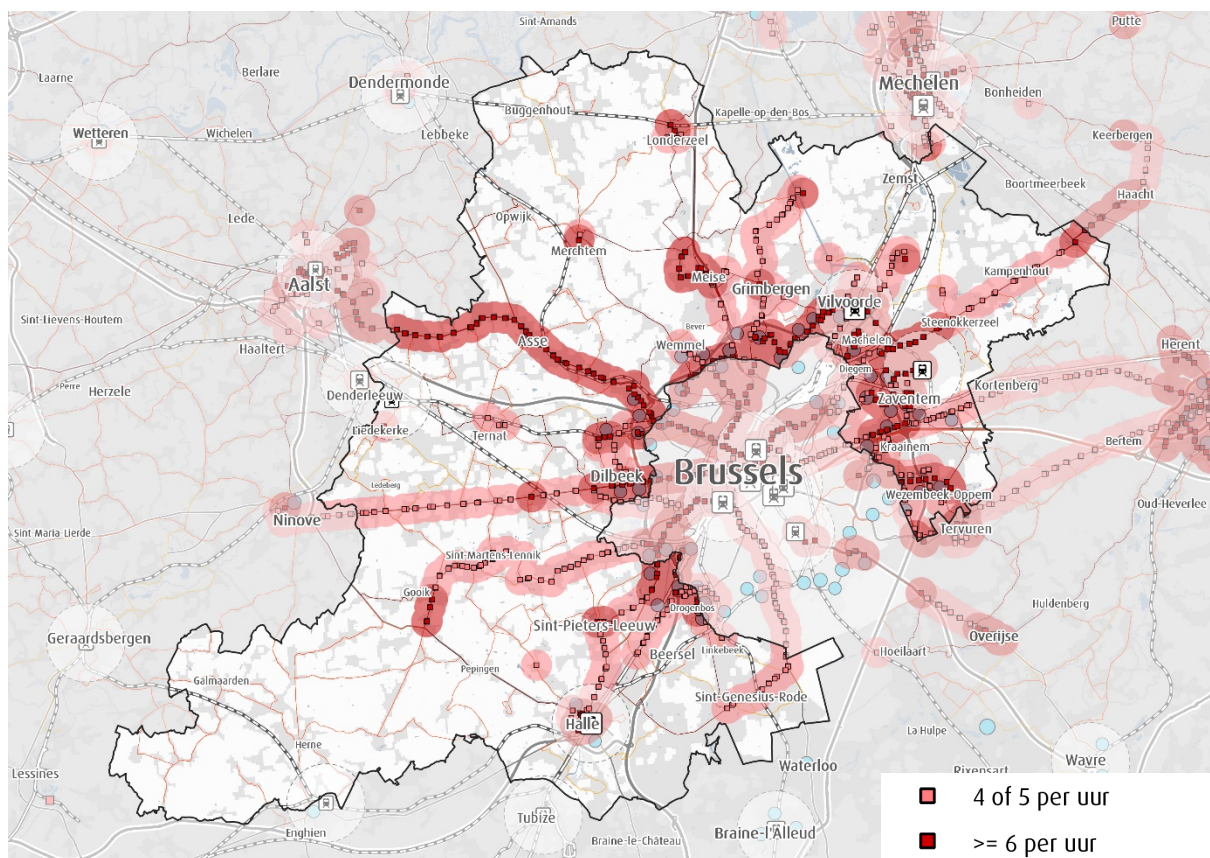 Sint-Amands
Putte
Laarne
Berlare
Dendermonde
Mechelen
Bonheiden
Buggenhout
Kapelle-op-den-Bos
Wetteren
Wichelen
Lebbeke
Londerzeel
Keerbergen
Zemst
Boortmeerbeek
Haacht
Lede
Opwijk
Merchtem
Aalst
Meise
Kampenhout
Grimbergen
Vilvoorde
Sint-Lievens-Houtem
Steenokkerzeel
Bever
Asse
Wemmel
Machelen
Haaltert
Herent
Diegem
Perre
Herzele
Denderleeuw
Zaventem
Kortenberg
Liedekerke
Ternat
Kraainem
Bertem
Dilbeek
Brussels
Ledeberg
Wezembeek-Oppem
Oud-Heverlee
Ninove
Sint Maria-Lierde
Tervuren
Sint-Martens-Lennik
Gooik
Drogenbos
Huldenberg
Sint-Pieters-Leeuw
Overijse
Geraardsbergen
Linkebeek
Beersel
Hoeilaart
Pepingen
Galmaarden
Sint-Genesius-Rode
Halle
La Hulpe
Herne
Wavre
Waterloo
Lessines
Rixensart
Tubize
Enghien
Braine-le-Château
Braine-l'Alleud
4 of 5 per uur
>= 6 per uur